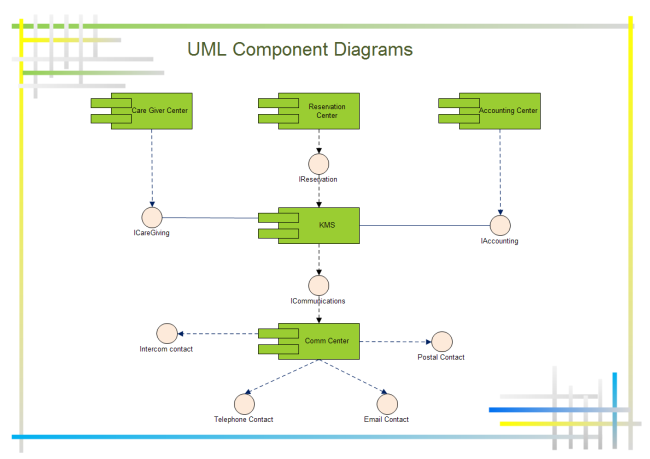 UML Component Diagrams
Care Giver Center
Reservation
Center
Accounting Center
IReservation
ICareGiving
KMS
IAccounting
ICommunications
Intercom contact
Comm Center
Postal Contact
Telephone Contact
Email Contact